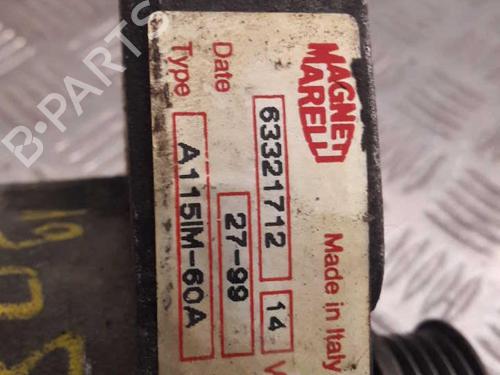 MAGNETI
MARELLI
Made in Italy
63321712 14 V
Date 27-99
Type A115IM-60A
B-PARTS